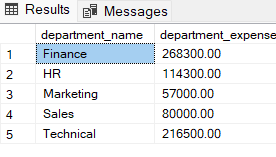 Results Messages
department_name department_expense
1 Finance 268300.00
2 HR 114300.00
3 Marketing 57000.00
4 Sales 80000.00
5 Technical 216500.00